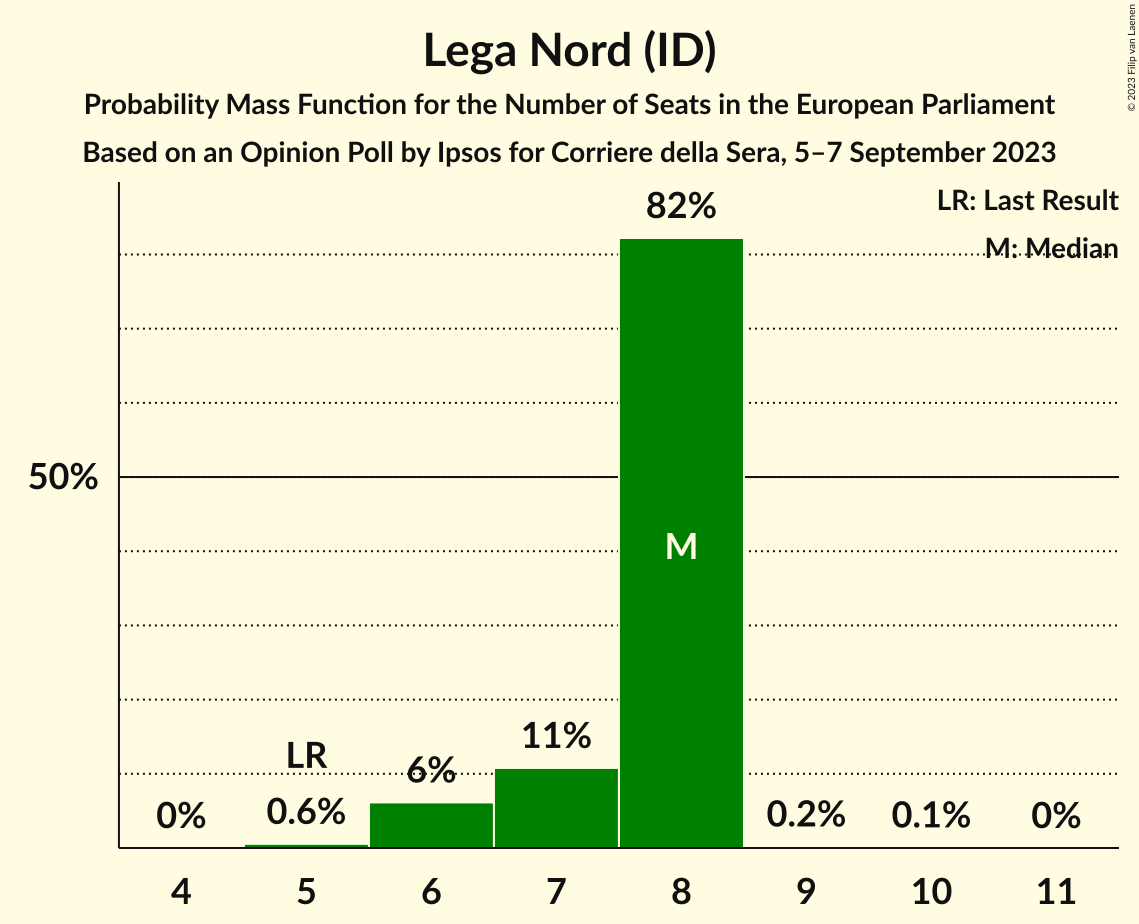 Lega Nord (ID)
Probability Mass Function for the Number of Seats in the European Parliament
Based on an Opinion Poll by Ipsos for Corriere della Sera, 5–7 September 2023
© 2023 Filip van Laenen
LR: Last Result
M: Median
82%
50%
M
11%
LR
6%
0%
0.6%
0.2%
0.1%
0%
4 5 6 7 8 9 10 11